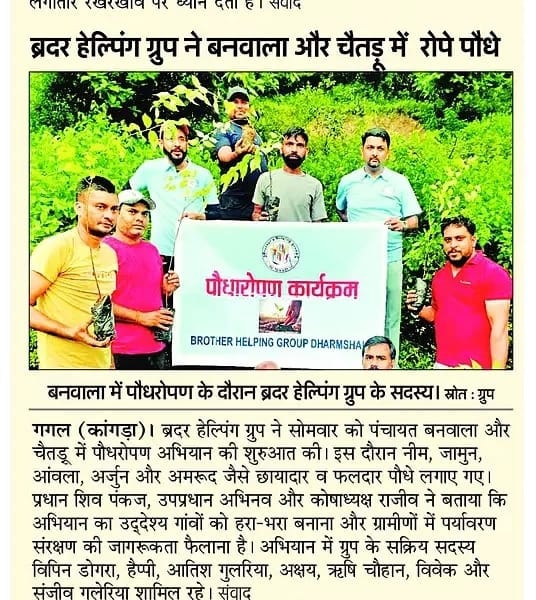 लगातार रखरखाव पर ध्यान देता है। संवाद
ब्रदर हेल्पिंग ग्रुप ने बनवाला और चैतड़ू में रोपे पौधे
पौधारोपण कार्यक्रम
BROTHER HELPING GROUP DHARMSHA
बनवाला में पौधरोपण के दौरान ब्रदर हेल्पिंग ग्रुप के सदस्य। स्रोत : ग्रुप
गगल (कांगड़ा)। ब्रदर हेल्पिंग ग्रुप ने सोमवार को पंचायत बनवाला और
चैतड़ू में पौधरोपण अभियान की शुरुआत की। इस दौरान नीम, जामुन,
आंवला, अर्जुन और अमरूद जैसे छायादार व फलदार पौधे लगाए गए।
प्रधान शिव पंकज, उपप्रधान अभिनव और कोषाध्यक्ष राजीव ने बताया कि
अभियान का उद्देश्य गांवों को हरा-भरा बनाना और ग्रामीणों में पर्यावरण
संरक्षण की जागरूकता फैलाना है। अभियान में ग्रुप के सक्रिय सदस्य
विपिन डोगरा, हैप्पी, आतिश गुलरिया, अक्षय, ऋषि चौहान, विवेक और
संजीव गुलेरिया शामिल रहे। संवाद